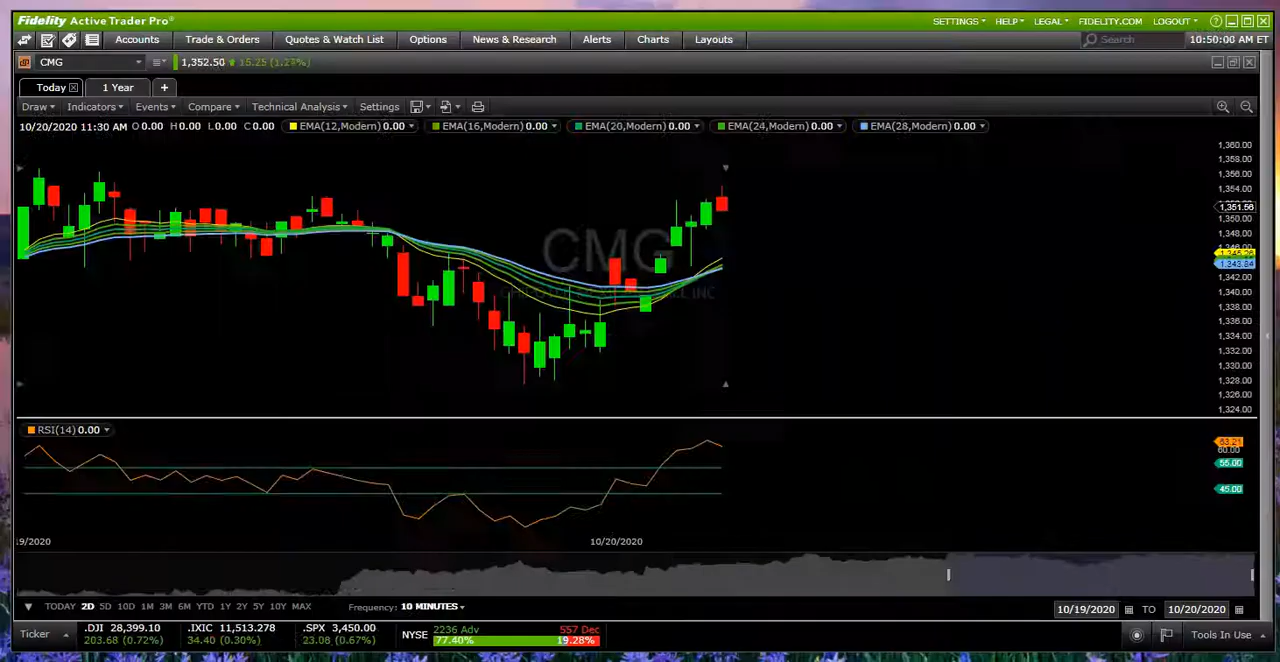 Fidelity Active Trader Pro®
SETTINGS HELP LEGAL FIDELITY.COM LOGOUT
Accounts Trade & Orders Quotes & Watch List Options News & Research Alerts Charts Layouts Search 10:50:00 AM ET
CMG 1,352.50 15.25
Today 1 Year +
Draw Indicators Events Compare Technical Analysis Settings
10/20/2020 11:30 AM O 0.00 H 0.00 L 0.00 C 0.00 EMA(12,Modern) 0.00 EMA(16,Modern) 0.00 EMA(20,Modern) 0.00 EMA(24,Modern) 0.00 EMA(28,Modern) 0.00
1,360.00
1,358.00
1,356.00
1,354.00
1,351.56
1,350.00
1,348.00
1,346.00
1,343.84
1,342.00
1,340.00
1,338.00
1,336.00
1,334.00
1,332.00
1,330.00
1,328.00
1,326.00
1,324.00
CMG
INC
RSI(14) 0.00
60.00
55.00
45.00
19/2020 10/20/2020
TODAY 2D 5D 10D 1M 3M 6M YTD 1Y 2Y 5Y 10Y MAX Frequency: 10 MINUTES 10/19/2020 TO 10/20/2020
Ticker .DJI 28,399.10 .IXIC 11,513.278 .SPX 3,450.00 NYSE 2236 Adv 557 Dec Tools In Use
203.68 (0.72%) 34.40 (0.30%) 23.08 (0.67%) 77.40% 19.28%